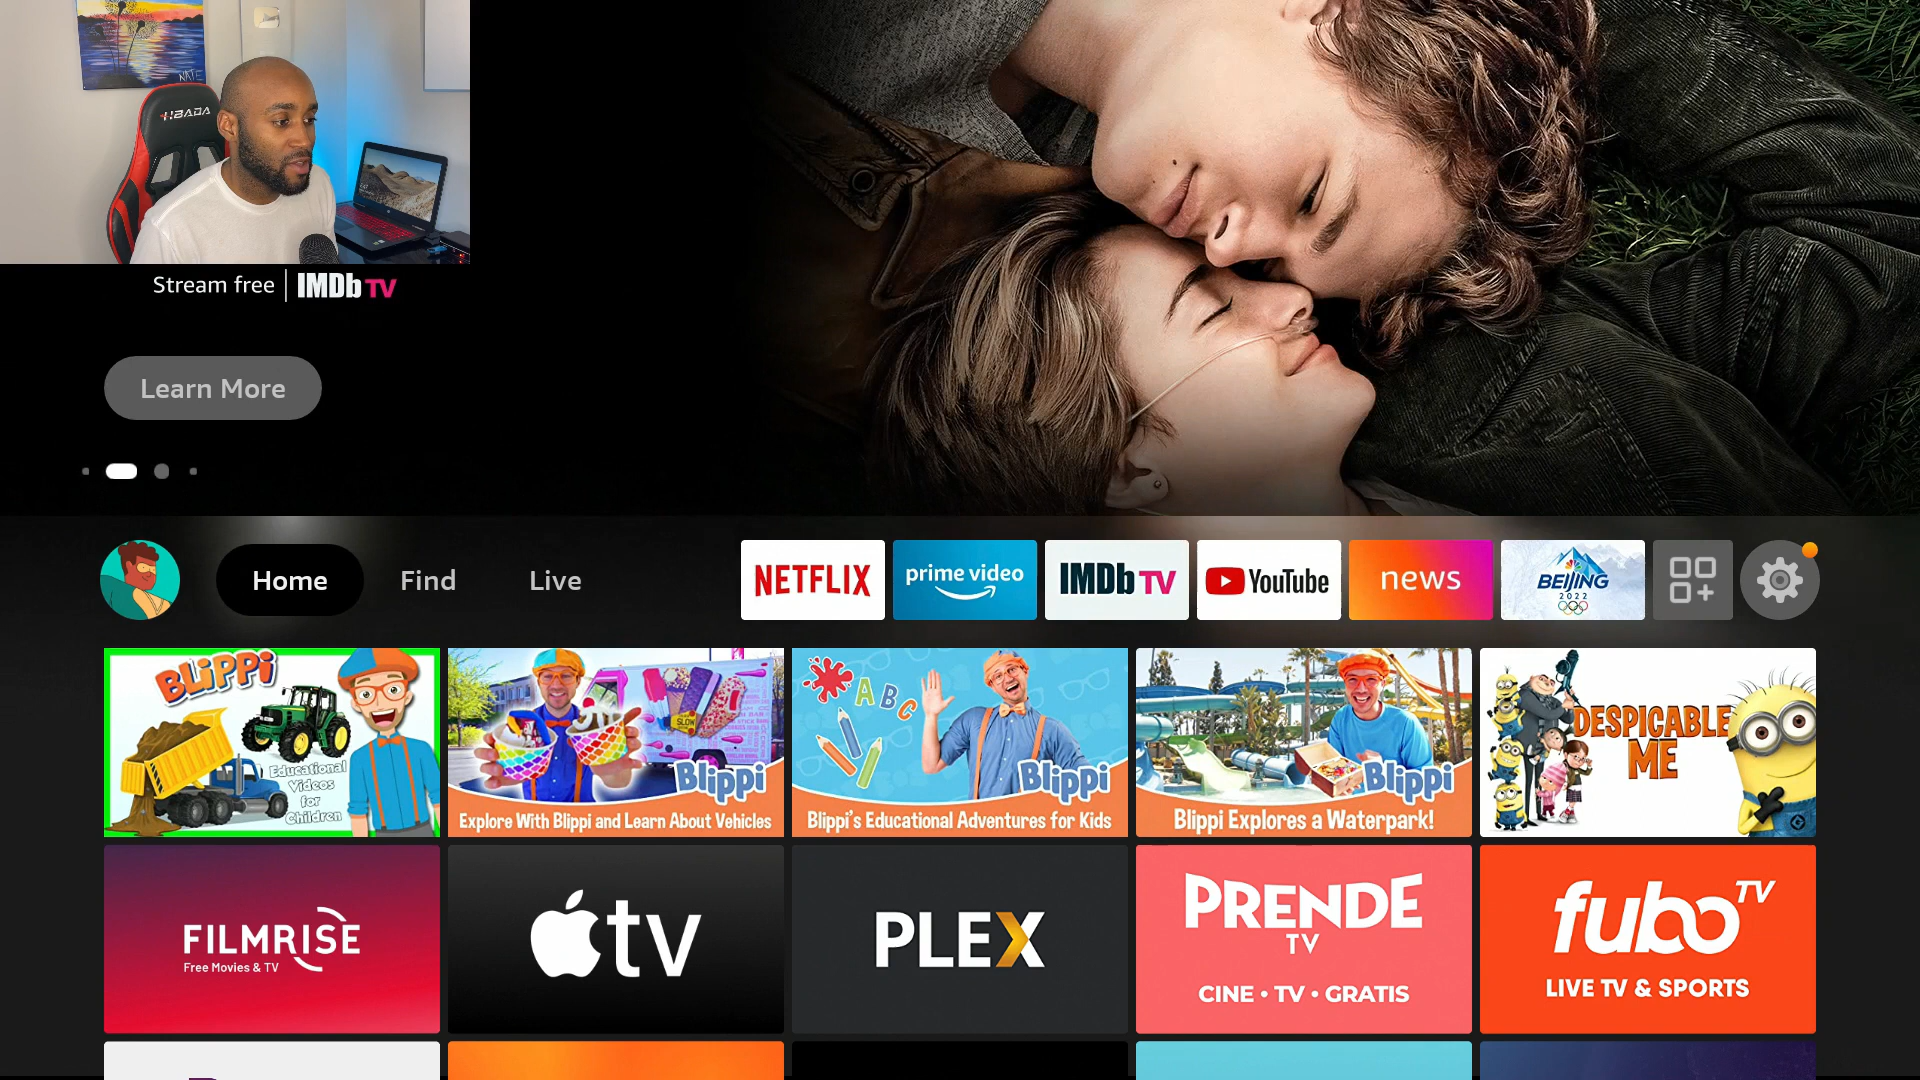 NATE
HBADA
Stream free | IMDb TV
Learn More
Home
Find
Live
NETFLIX
prime video
IMDb TV
YouTube
news
BEIJING
2022
BLiPPi
Educational
Videos
for
Children
SLOW
Blippi
Explore With Blippi and Learn About Vehicles
A B C
Blippi
Blippi's Educational Adventures for Kids
Blippi
Blippi Explores a Waterpark!
DESPICABLE
ME
FILMRISE
Free Movies & TV
tv
PLEX
PRENDE
TV
CINE • TV • GRATIS
fubo TV
LIVE TV & SPORTS